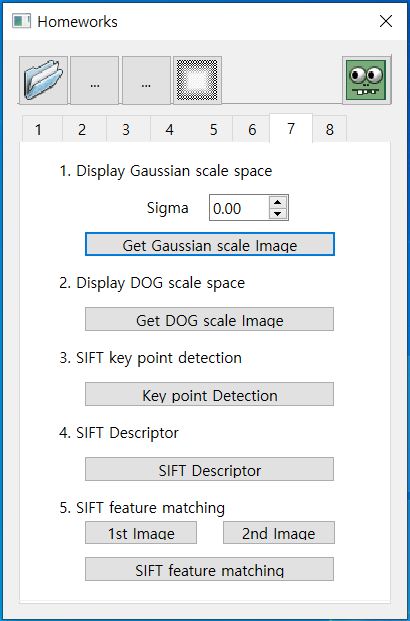 Homeworks
... ...
1 2 3 4 5 6 7 8
1. Display Gaussian scale space
Sigma 0.00
Get Gaussian scale Image
2. Display DOG scale space
Get DOG scale Image
3. SIFT key point detection
Key point Detection
4. SIFT Descriptor
SIFT Descriptor
5. SIFT feature matching
1st Image 2nd Image
SIFT feature matching